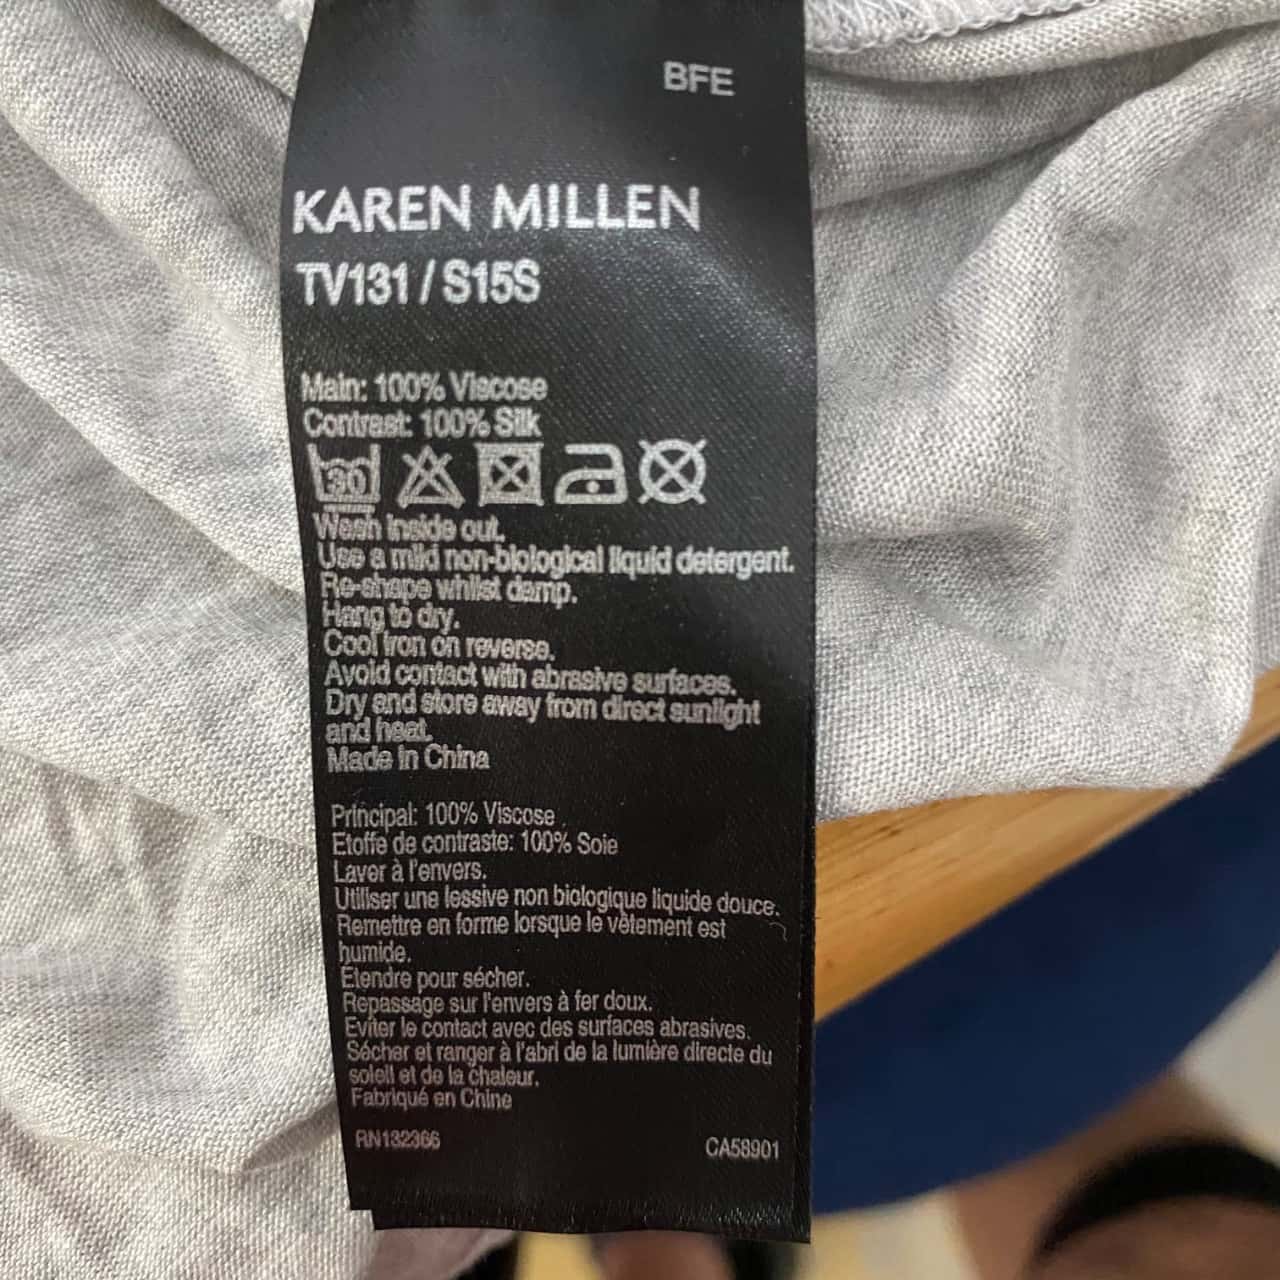 BFE
KAREN MILLEN
TV131 / S15S
Main: 100% Viscose
Contrast: 100% Silk
30
Wash inside out.
Use a mild non-biological liquid detergent.
Re-shape whilst damp.
Hang to dry.
Cool iron on reverse.
Avoid contact with abrasive surfaces.
Dry and store away from direct sunlight
and heat.
Made in China
Principal: 100% Viscose .
Etoffe de contraste: 100% Soie
Laver à l'envers.
Utiliser une lessive non biologique liquide douce.
Remettre en forme lorsque le vêtement est
humide.
Étendre pour sécher.
Repassage sur l'envers à fer doux.
Eviter le contact avec des surfaces abrasives.
Sécher et ranger à l'abri de la lumière directe du
soleil et de la chaleur.
Fabriqué en Chine
RN132366
CA58901